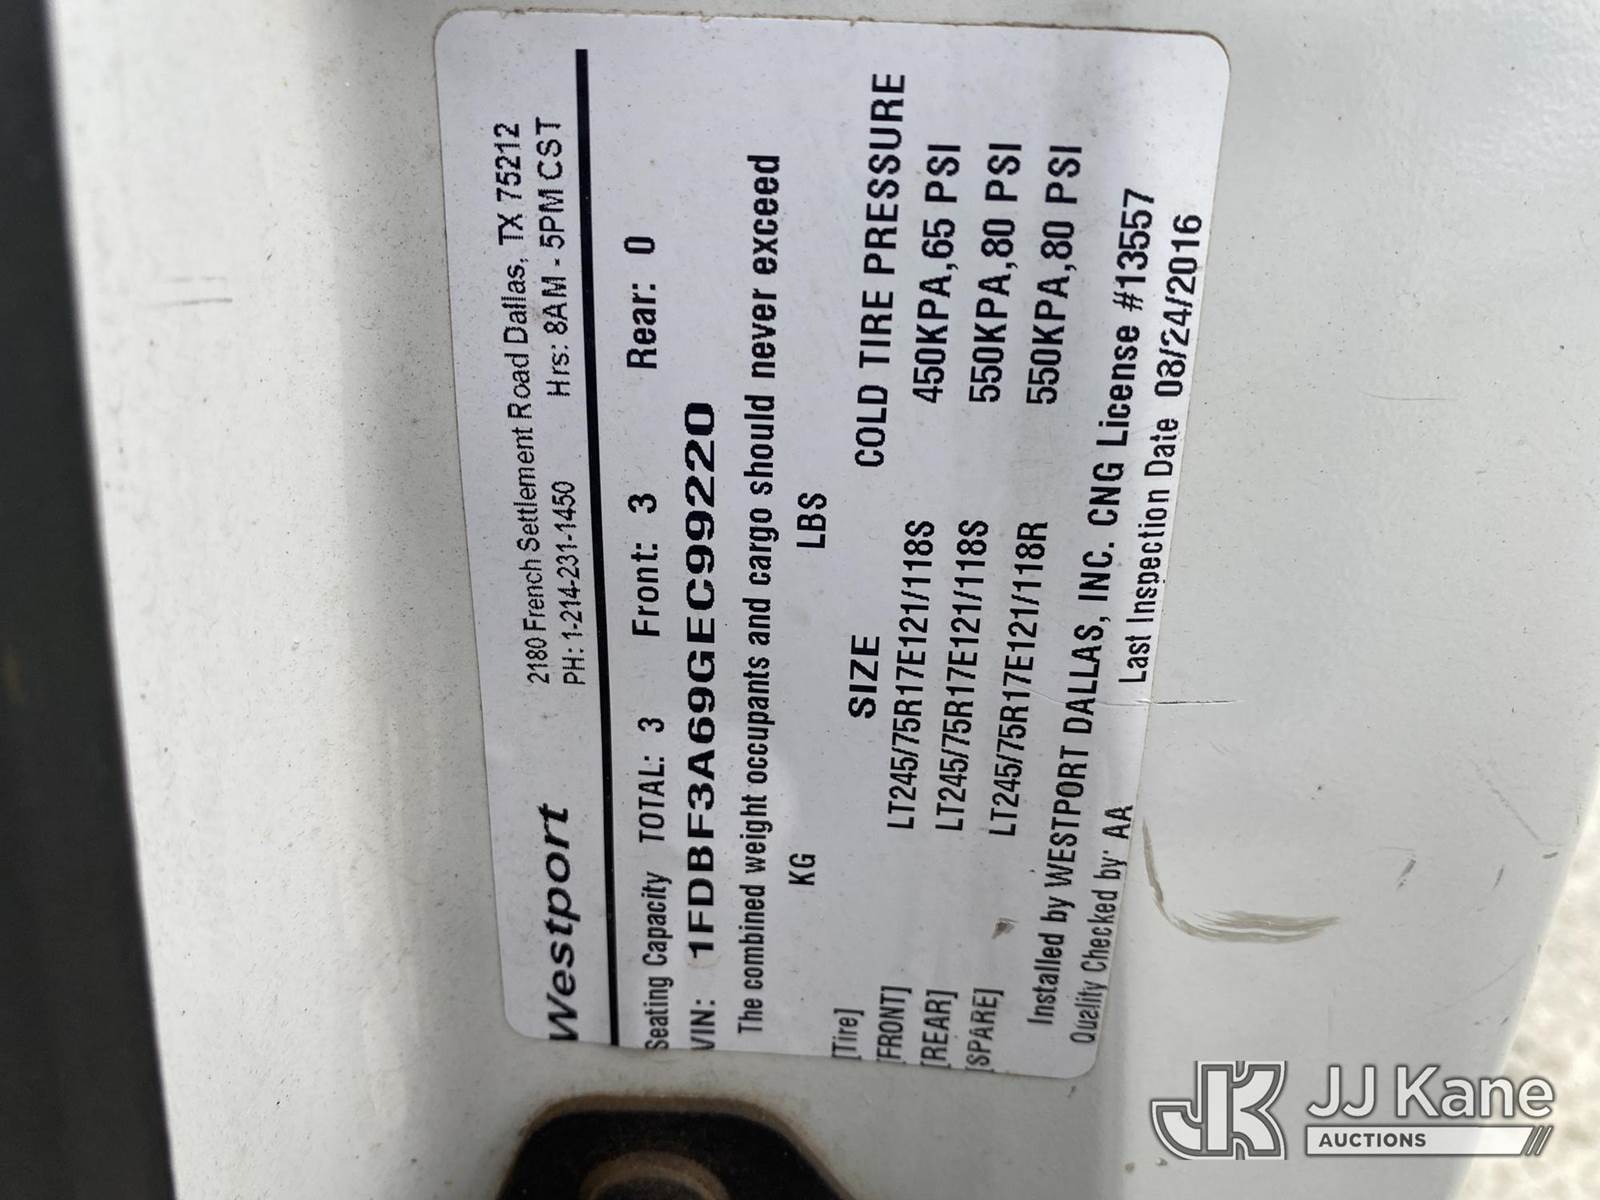 Westport
2180 French Settlement Road Dallas, TX 75212
PH: 1-214-231-1450 Hrs: 8AM - 5PM CST
Seating Capacity TOTAL: 3 Front: 3 Rear: 0
VIN: 1FDBF3A69GEC99220
The combined weight occupants and cargo should never exceed
KG LBS
[Tire] SIZE COLD TIRE PRESSURE
[FRONT] LT245/75R17E121/118S 450KPA,65 PSI
[REAR] LT245/75R17E121/118S 550KPA,80 PSI
[SPARE] LT245/75R17E121/118R 550KPA,80 PSI
Installed by WESTPORT DALLAS, INC. CNG License #13557
Quality Checked by: AA Last Inspection Date 08/24/2016
JK JJ Kane
AUCTIONS